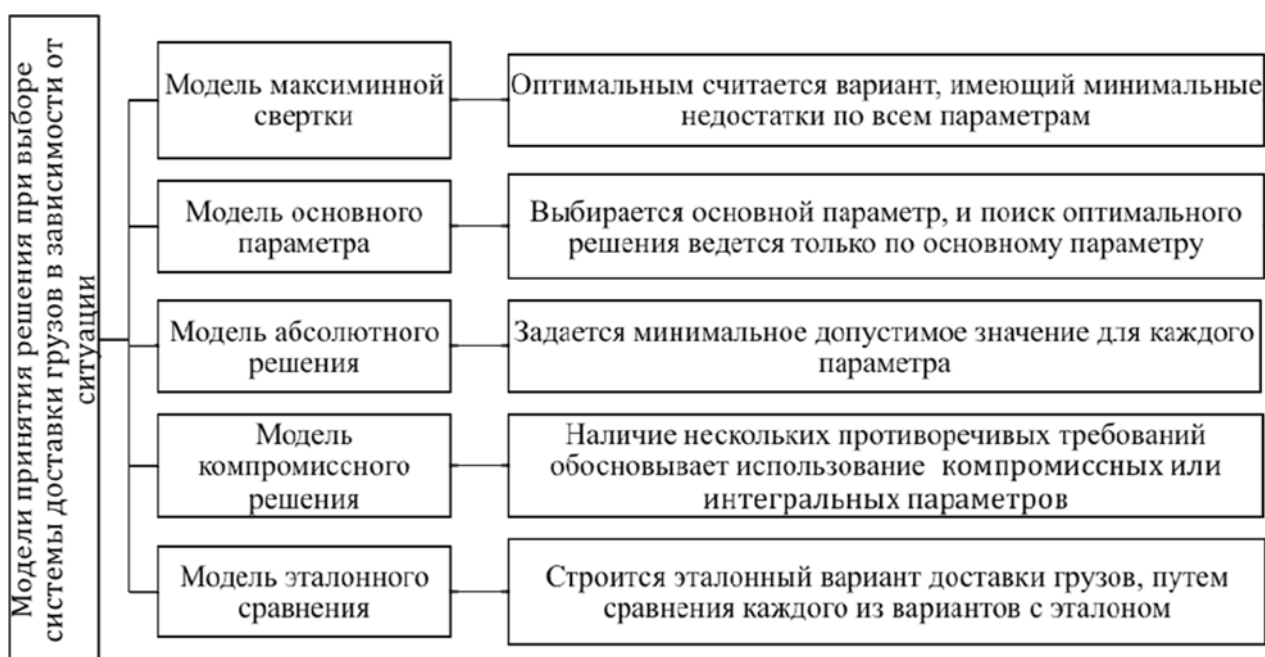 Модели принятия решения при выборе
системы доставки грузов в зависимости от
ситуации
Модель максиминной
свертки
Оптимальным считается вариант, имеющий минимальные
недостатки по всем параметрам
Модель основного
параметра
Выбирается основной параметр, и поиск оптимального
решения ведется только по основному параметру
Модель абсолютного
решения
Задается минимальное допустимое значение для каждого
параметра
Модель
компромиссного
решения
Наличие нескольких противоречивых требований
обосновывает использование компромиссных или
интегральных параметров
Модель эталонного
сравнения
Строится эталонный вариант доставки грузов, путем
сравнения каждого из вариантов с эталоном